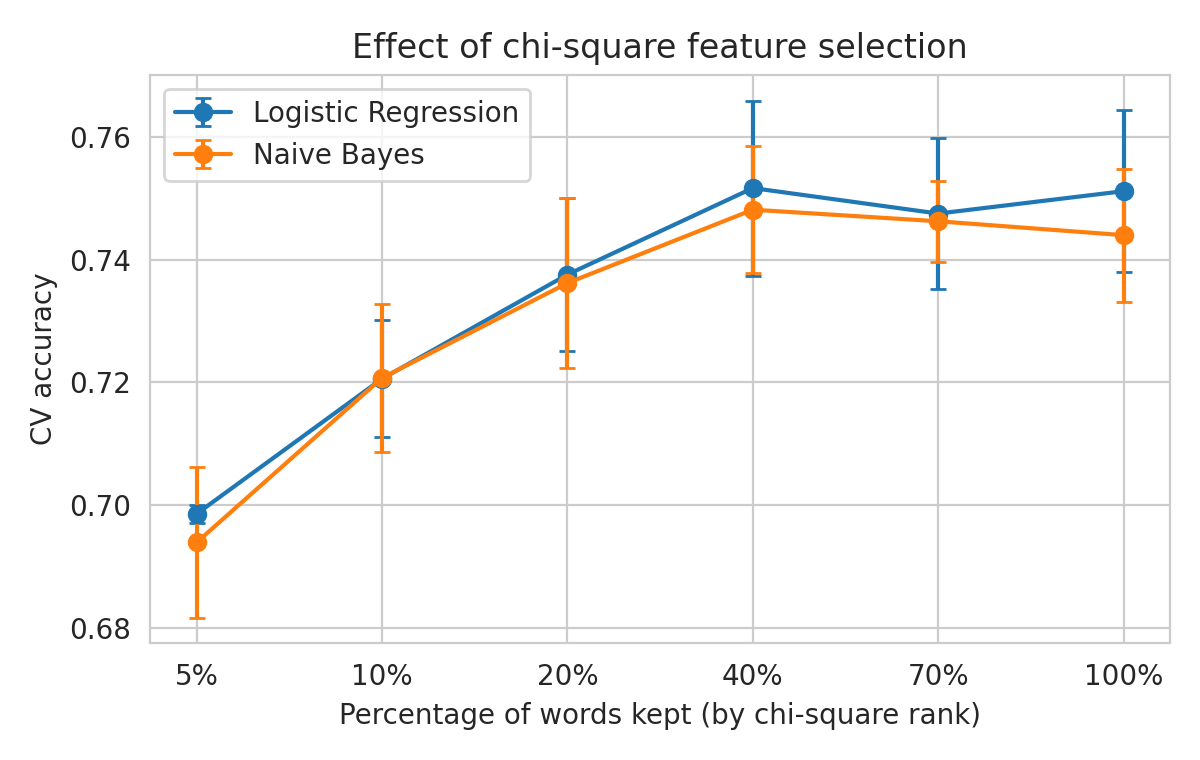 Effect of chi-square feature selection
Logistic Regression
Naive Bayes
CV accuracy
0.76
0.74
0.72
0.70
0.68
5% 10% 20% 40% 70% 100%
Percentage of words kept (by chi-square rank)